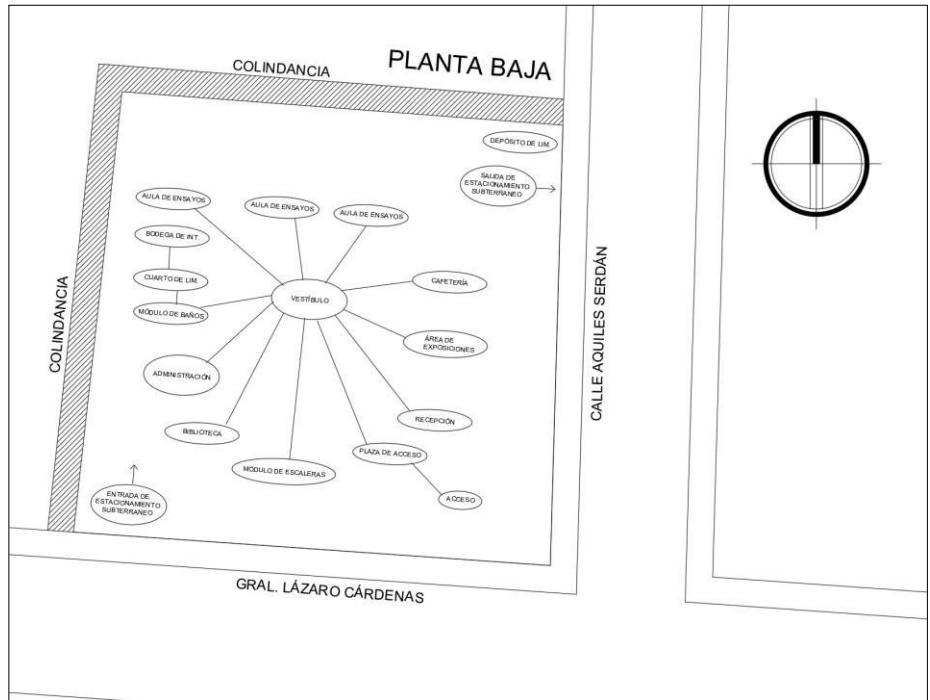 PLANTA BAJA
COLINDANCIA
DEPÓSITO DE LIM.
SALIDA DE
ESTACIONAMIENTO
SUBTERRANEO
AULA DE ENSAYOS
AULA DE ENSAYOS
AULA DE ENSAYOS
BODEGA DE INT.
CUARTO DE LIM.
MÓDULO DE BAÑOS
VESTÍBULO
CAFETERÍA
ÁREA DE
EXPOSICIONES
COLINDANCIA
CALLE AQUILES SERDÁN
ADMINISTRACIÓN
RECEPCIÓN
BIBLIOTECA
PLAZA DE ACCESO
MÓDULO DE ESCALERAS
ACCESO
ENTRADA DE
ESTACIONAMIENTO
SUBTERRANEO
GRAL. LÁZARO CÁRDENAS